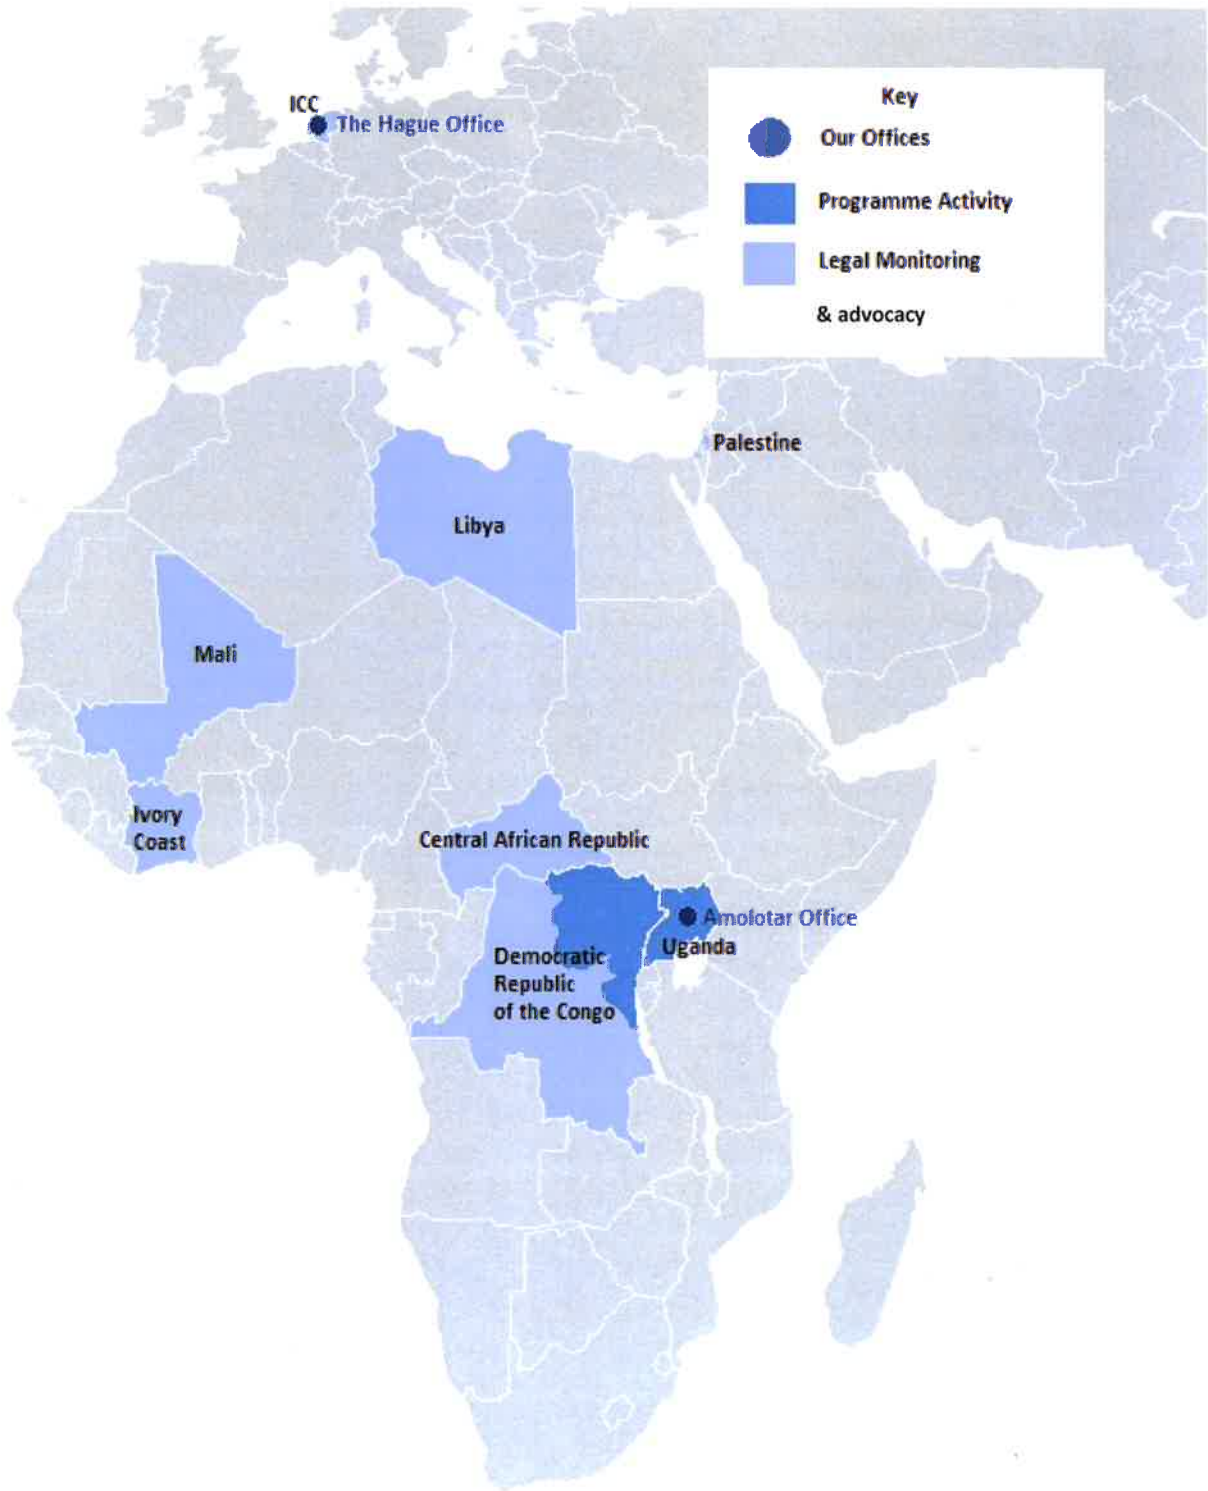 Key
Our Offices
Programme Activity
Legal Monitoring
& advocacy
ICC
The Hague Office
Palestine
Libya
Mali
Ivory
Coast
Central African Republic
Amolotar Office
Uganda
Democratic
Republic
of the Congo